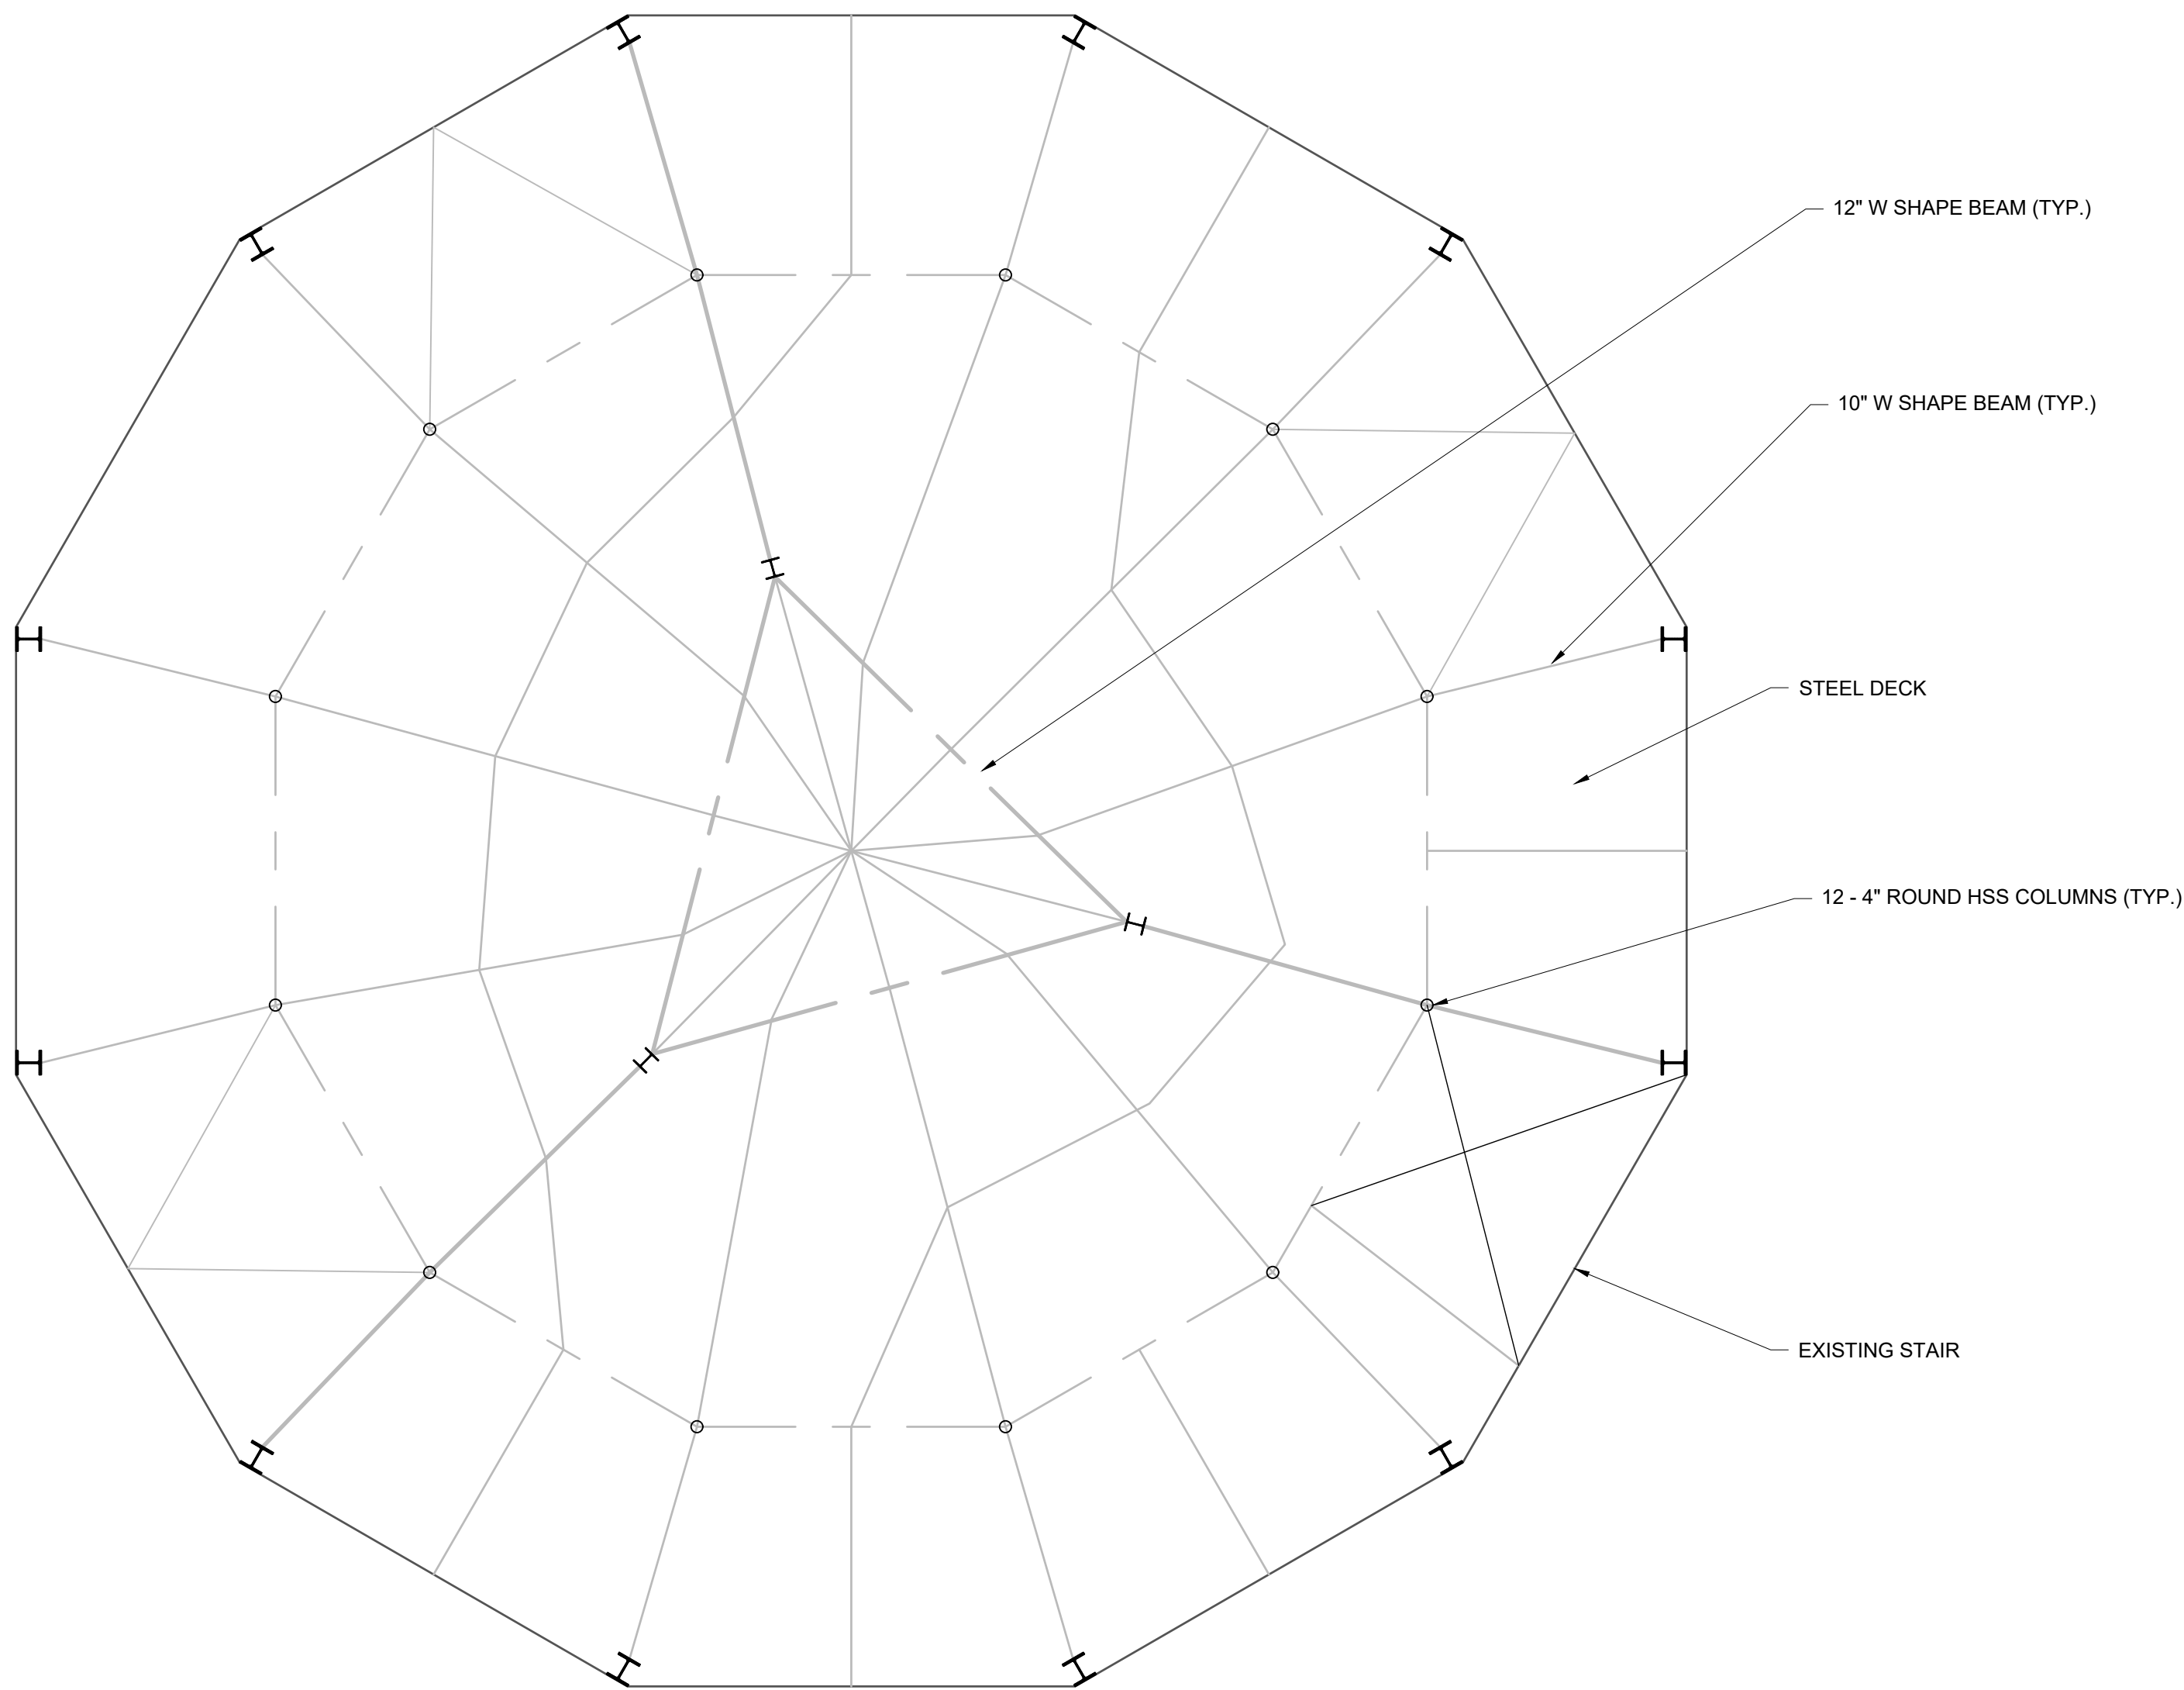 12" W SHAPE BEAM (TYP.)
10" W SHAPE BEAM (TYP.)
STEEL DECK
12 - 4" ROUND HSS COLUMNS (TYP.)
EXISTING STAIR